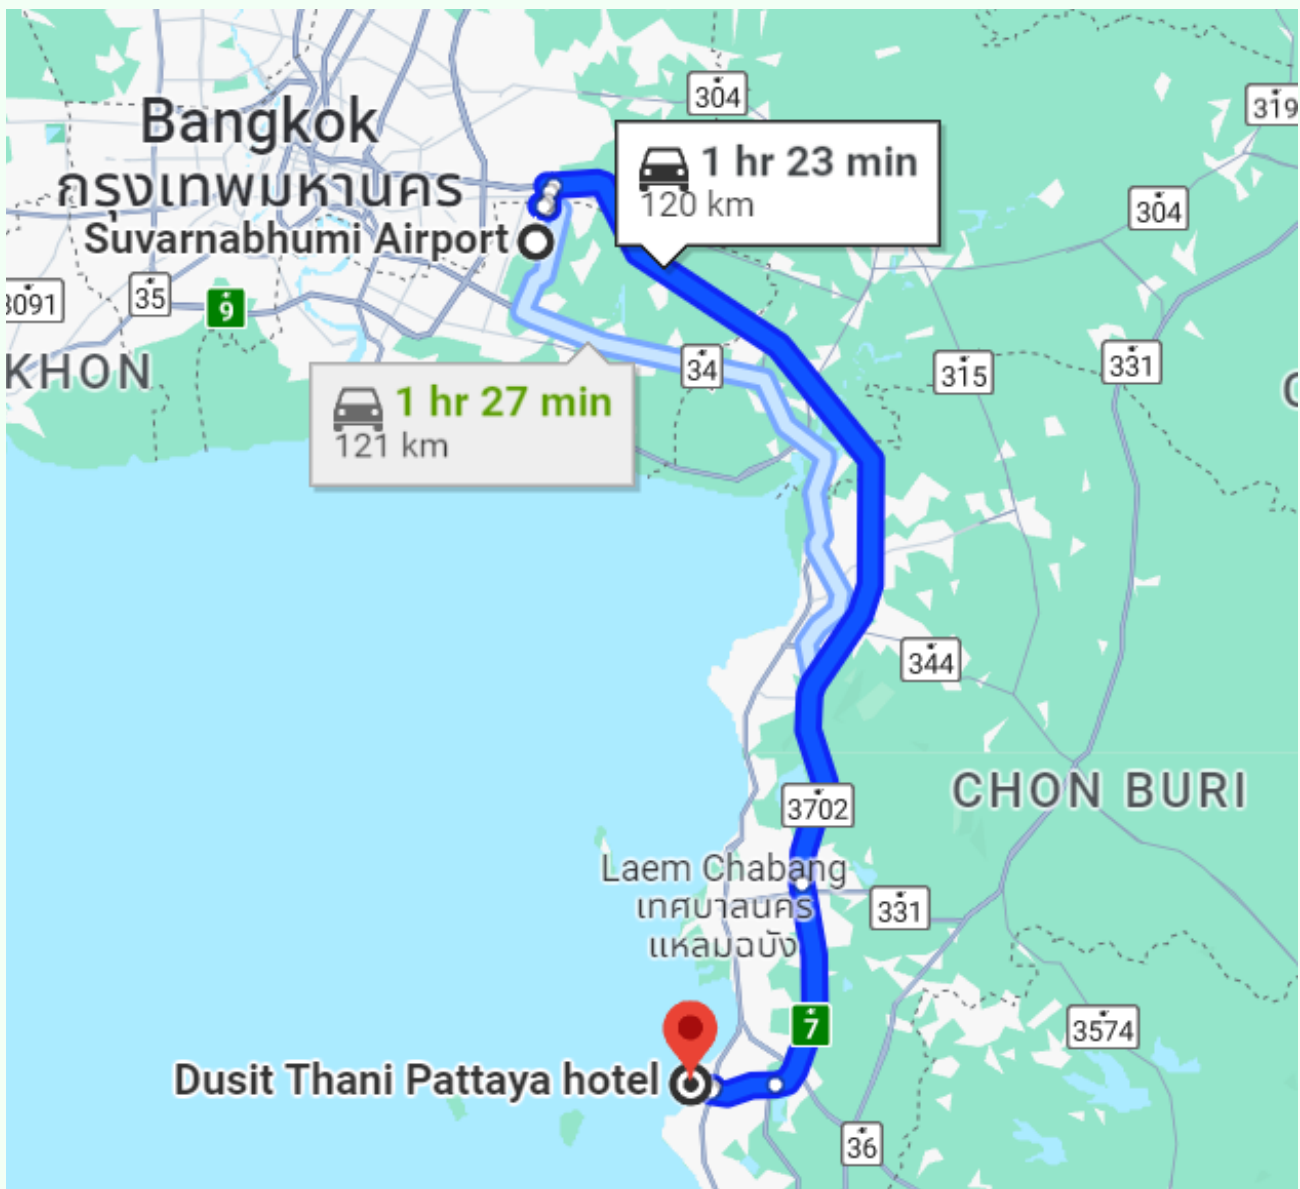 304
319
Bangkok
กรุงเทพมหานคร
1 hr 23 min
120 km
304
Suvarnabhumi Airport
3091
35
9
KHON
34
315
331
1 hr 27 min
121 km
344
CHON BURI
3702
Laem Chabang
เทศบาลนคร
แหลมฉบัง
331
7
3574
Dusit Thani Pattaya hotel
36